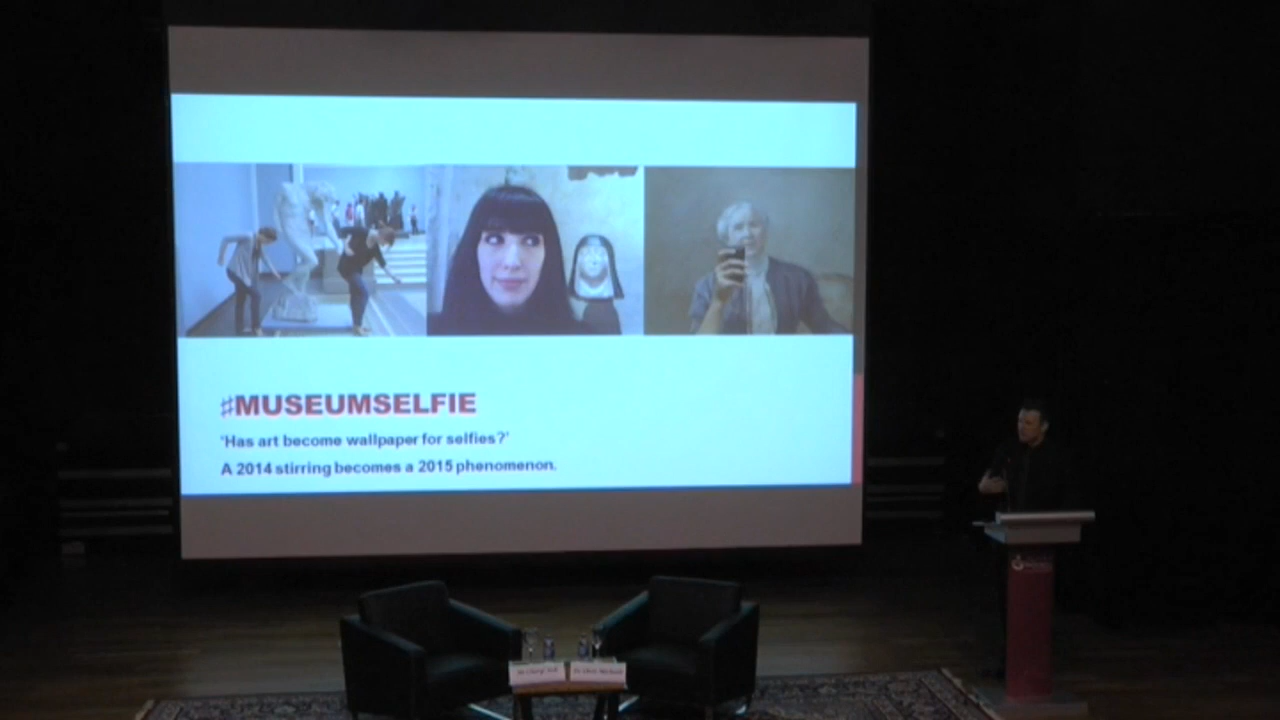 #MUSEUMSELFIE
'Has art become wallpaper for selfies?'
A 2014 stirring becomes a 2015 phenomenon.